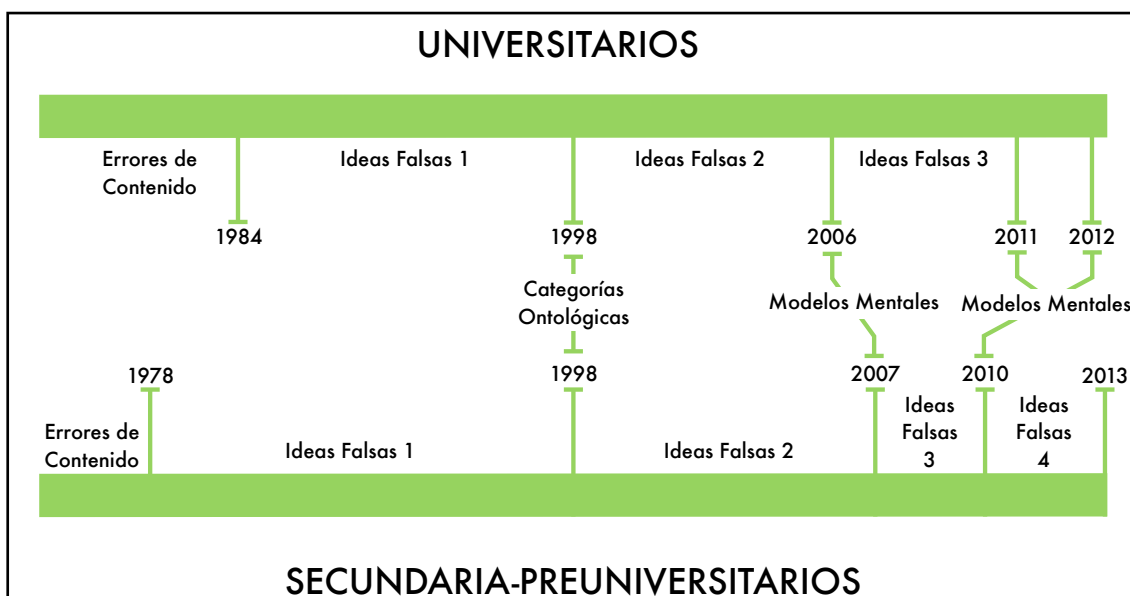 UNIVERSITARIOS
Errores de
Contenido
Ideas Falsas 1
Ideas Falsas 2
Ideas Falsas 3
1984
1998
2006
2011
2012
Categorías
Ontológicas
Modelos Mentales
Modelos Mentales
1978
1998
2007
2010
2013
Errores de
Contenido
Ideas Falsas 1
Ideas Falsas 2
Ideas
Falsas
3
Ideas
Falsas
4
SECUNDARIA-PREUNIVERSITARIOS